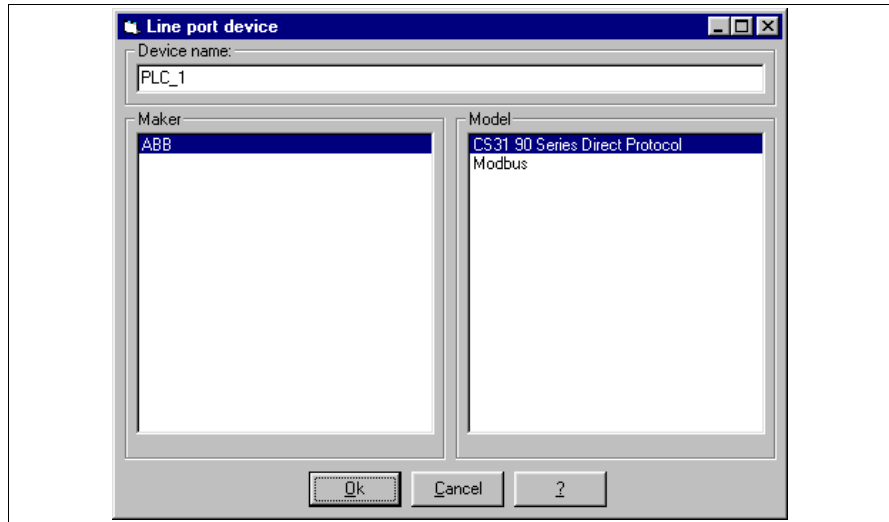 Line port device
Device name:
PLC_1
Maker
Model
ABB
CS31 90 Series Direct Protocol
Modbus
Ok
Cancel
?